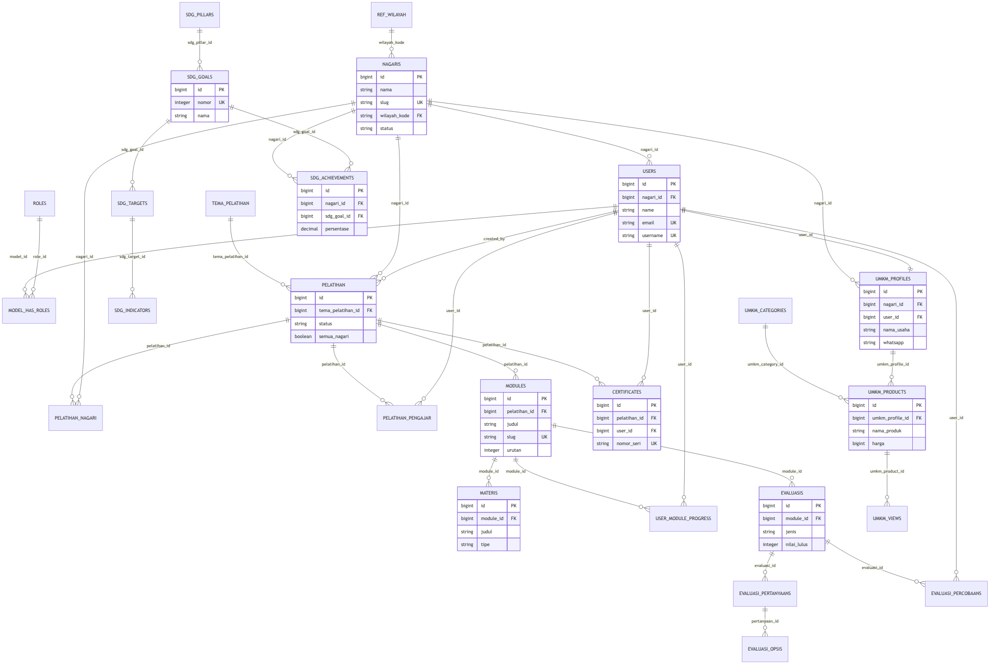 SDG_PILLARS
REF_WILAYAH
sdg_pillar_id
wilayah_kode
NAGARIS
bigint id PK
string nama
string slug UK
string wilayah_kode FK
string status
SDG_GOALS
bigint id PK
integer nomor UK
string nama
sdg_goal_id
nagari_id
sdg_goal_id
nagari_id
USERS
bigint id PK
bigint nagari_id FK
string name
string email UK
string username UK
SDG_ACHIEVEMENTS
bigint id PK
bigint nagari_id FK
bigint sdg_goal_id FK
decimal persentase
ROLES
SDG_TARGETS
TEMA_PELATIHAN
nagari_id
nagari_id
user_id
created_by
model_id
role_id
nagari_id
sdg_target_id
tema_pelatihan_id
PELATIHAN
bigint id PK
bigint tema_pelatihan_id FK
string status
boolean semua_nagari
UMKM_PROFILES
bigint id PK
bigint nagari_id FK
bigint user_id FK
string nama_usaha
string whatsapp
MODEL_HAS_ROLES
SDG_INDICATORS
user_id
user_id
UMKM_CATEGORIES
pelatihan_id
pelatihan_id
pelatihan_id
pelatihan_id
user_id
umkm_category_id
umkm_profile_id
MODULES
bigint id PK
bigint pelatihan_id FK
string judul
string slug UK
integer urutan
CERTIFICATES
bigint id PK
bigint pelatihan_id FK
bigint user_id FK
string nomor_seri UK
UMKM_PRODUCTS
bigint id PK
bigint umkm_profile_id FK
string nama_produk
bigint harga
PELATIHAN_NAGARI
PELATIHAN_PENGAJAR
user_id
module_id
module_id
module_id
umkm_product_id
MATERIS
bigint id PK
bigint module_id FK
string judul
string tipe
USER_MODULE_PROGRESS
EVALUASIS
bigint id PK
bigint module_id FK
string jenis
integer nilai_lulus
UMKM_VIEWS
evaluasi_id
evaluasi_id
EVALUASI_PERTANYAANS
EVALUASI_PERCOBAANS
pertanyaan_id
EVALUASI_OPSIS